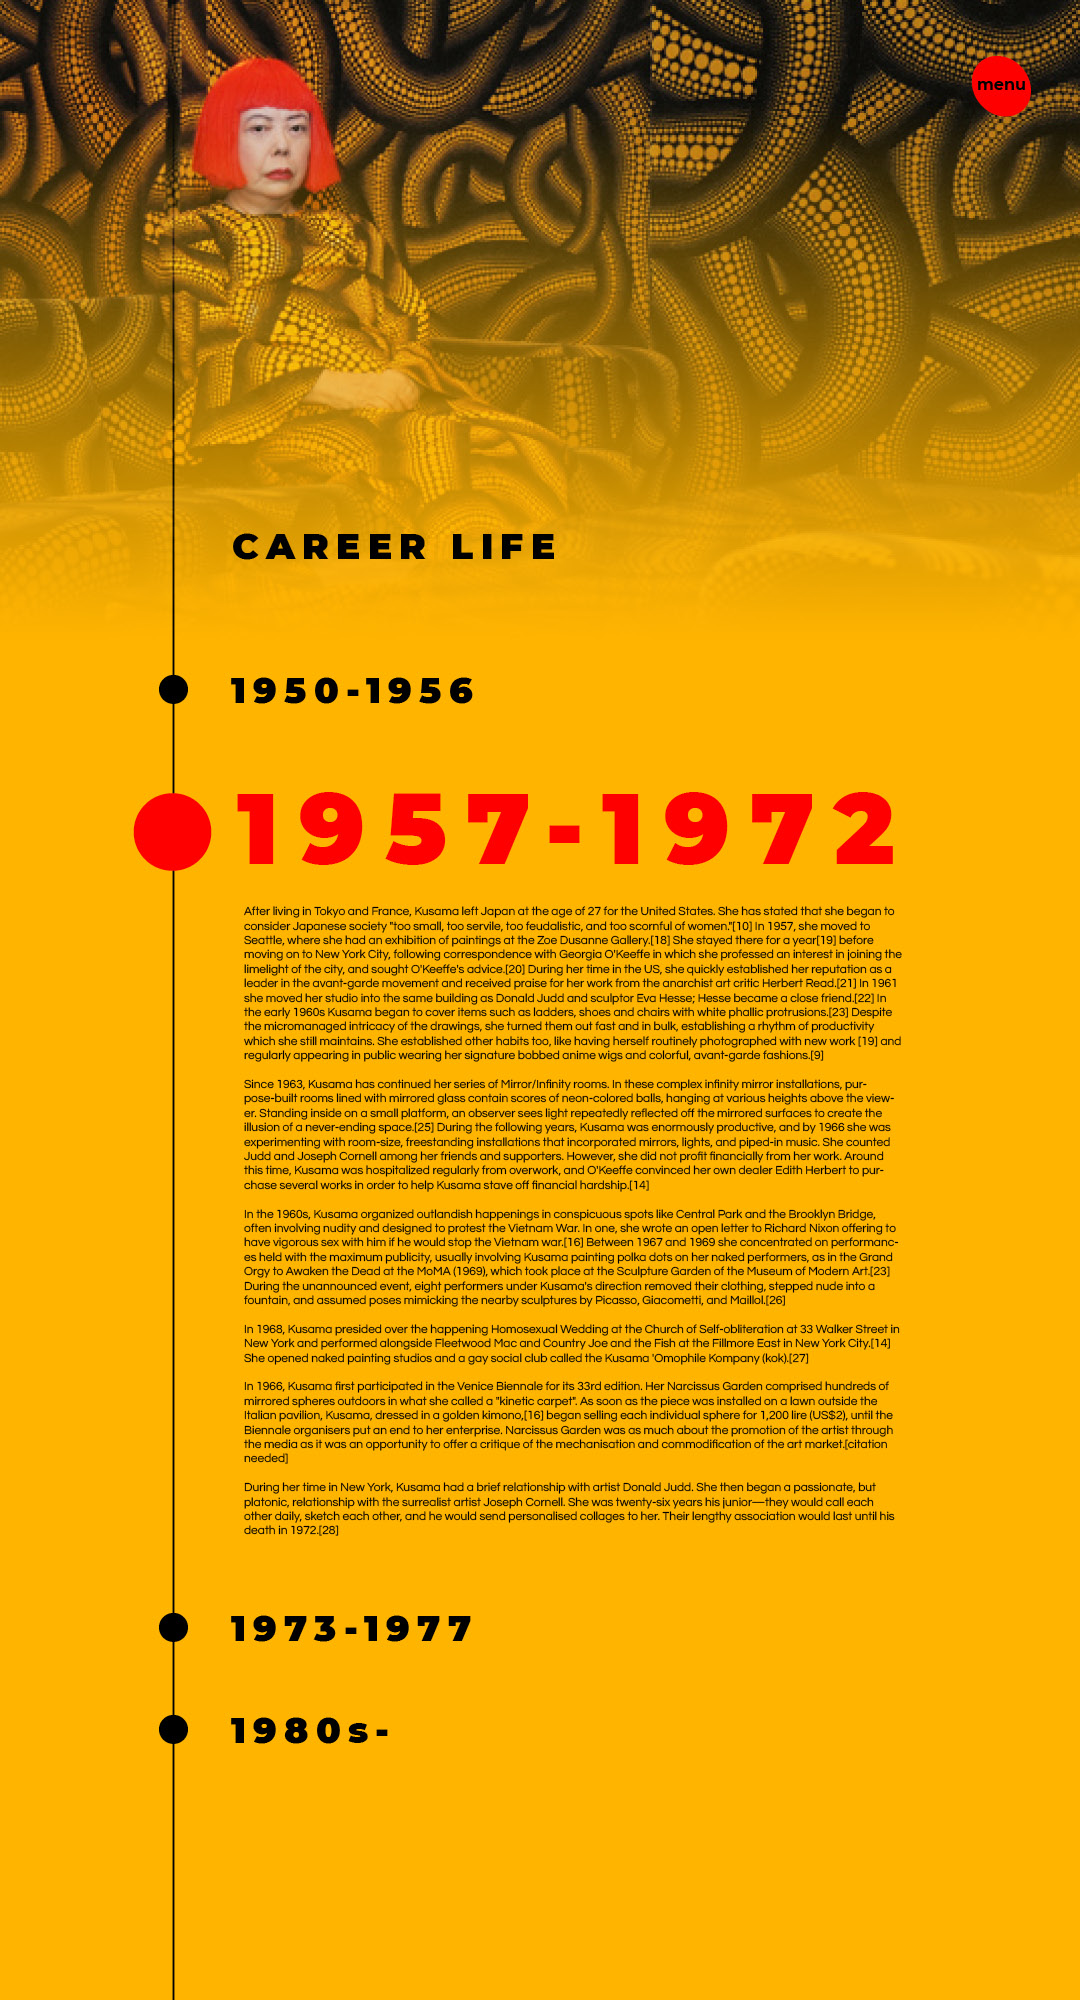 menu
CAREER LIFE
1950-1956
1957-1972
After living in Tokyo and France, Kusama left Japan at the age of 27 for the United States. She has stated that she began to
consider Japanese society "too small, too servile, too feudalistic, and too scornful of women."[10] In 1957, she moved to
Seattle, where she had an exhibition of paintings at the Zoe Dusanne Gallery.[18] She stayed there for a year[19] before
moving on to New York City, following correspondence with Georgia O'Keeffe in which she professed an interest in joining the
limelight of the city, and sought O'Keeffe's advice.[20] During her time in the US, she quickly established her reputation as a
leader in the avant-garde movement and received praise for her work from the anarchist art critic Herbert Read.[21] In 1961
she moved her studio into the same building as Donald Judd and sculptor Eva Hesse; Hesse became a close friend.[22] In
the early 1960s Kusama began to cover items such as ladders, shoes and chairs with white phallic protrusions.[23] Despite
the micromanaged intricacy of the drawings, she turned them out fast and in bulk, establishing a rhythm of productivity
which she still maintains. She established other habits too, like having herself routinely photographed with new work [19] and
regularly appearing in public wearing her signature bobbed anime wigs and colorful, avant-garde fashions.[9]
Since 1963, Kusama has continued her series of Mirror/Infinity rooms. In these complex infinity mirror installations, pur-
pose-built rooms lined with mirrored glass contain scores of neon-colored balls, hanging at various heights above the view-
er. Standing inside on a small platform, an observer sees light repeatedly reflected off the mirrored surfaces to create the
illusion of a never-ending space.[25] During the following years, Kusama was enormously productive, and by 1966 she was
experimenting with room-size, freestanding installations that incorporated mirrors, lights, and piped-in music. She counted
Judd and Joseph Cornell among her friends and supporters. However, she did not profit financially from her work. Around
this time, Kusama was hospitalized regularly from overwork, and O'Keeffe convinced her own dealer Edith Herbert to pur-
chase several works in order to help Kusama stave off financial hardship.[14]
In the 1960s, Kusama organized outlandish happenings in conspicuous spots like Central Park and the Brooklyn Bridge,
often involving nudity and designed to protest the Vietnam War. In one, she wrote an open letter to Richard Nixon offering to
have vigorous sex with him if he would stop the Vietnam war.[16] Between 1967 and 1969 she concentrated on performanc-
es held with the maximum publicity, usually involving Kusama painting polka dots on her naked performers, as in the Grand
Orgy to Awaken the Dead at the MoMA (1969), which took place at the Sculpture Garden of the Museum of Modern Art.[23]
During the unannounced event, eight performers under Kusama's direction removed their clothing, stepped nude into a
fountain, and assumed poses mimicking the nearby sculptures by Picasso, Giacometti, and Maillol.[26]
In 1968, Kusama presided over the happening Homosexual Wedding at the Church of Self-obliteration at 33 Walker Street in
New York and performed alongside Fleetwood Mac and Country Joe and the Fish at the Fillmore East in New York City.[14]
She opened naked painting studios and a gay social club called the Kusama 'Omophile Kompany (kok).[27]
In 1966, Kusama first participated in the Venice Biennale for its 33rd edition. Her Narcissus Garden comprised hundreds of
mirrored spheres outdoors in what she called a "kinetic carpet". As soon as the piece was installed on a lawn outside the
Italian pavilion, Kusama, dressed in a golden kimono,[16] began selling each individual sphere for 1,200 lire (US$2), until the
Biennale organisers put an end to her enterprise. Narcissus Garden was as much about the promotion of the artist through
the media as it was an opportunity to offer a critique of the mechanisation and commodification of the art market.[citation
needed]
During her time in New York, Kusama had a brief relationship with artist Donald Judd. She then began a passionate, but
platonic, relationship with the surrealist artist Joseph Cornell. She was twenty-six years his junior—they would call each
other daily, sketch each other, and he would send personalised collages to her. Their lengthy association would last until his
death in 1972.[28]
1973-1977
1980s-